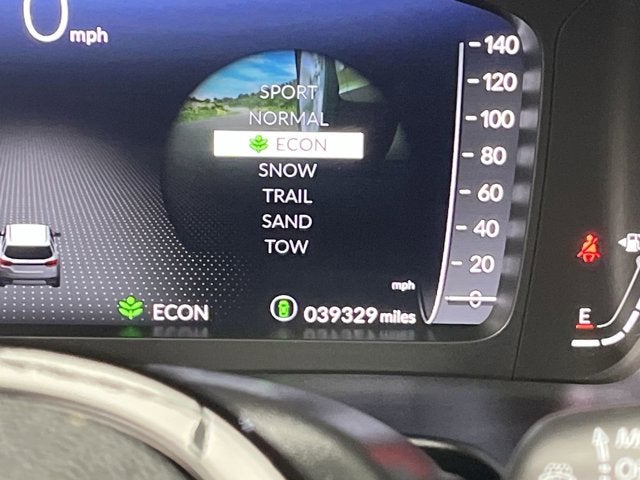 0 mph
SPORT
NORMAL
ECON
SNOW
TRAIL
SAND
TOW
140
120
100
80
60
40
20
0
mph
ECON
039329 miles
E